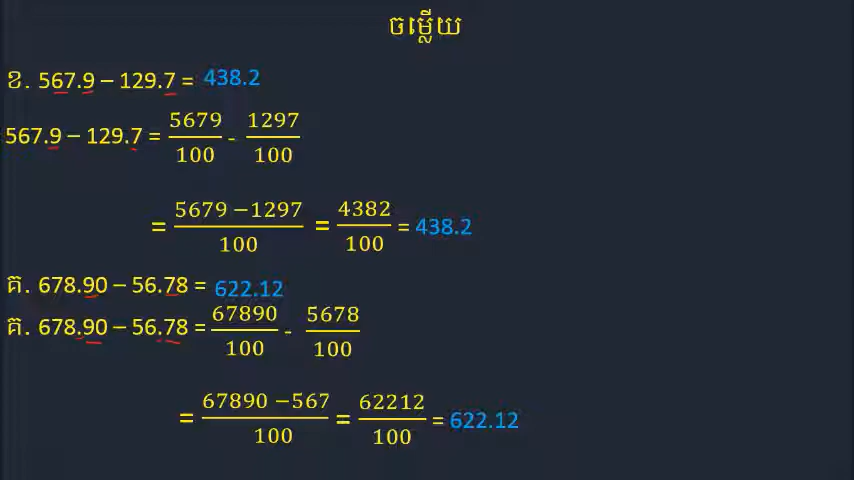 ចម្លើយ
ខ. 567.9 – 129.7 = 438.2
567.9 – 129.7 = 5679/100 - 1297/100
= 5679 –1297/100 = 4382/100 = 438.2
គ. 678.90 – 56.78 = 622.12
គ. 678.90 – 56.78 = 67890/100 - 5678/100
= 67890 –567/100 = 62212/100 = 622.12